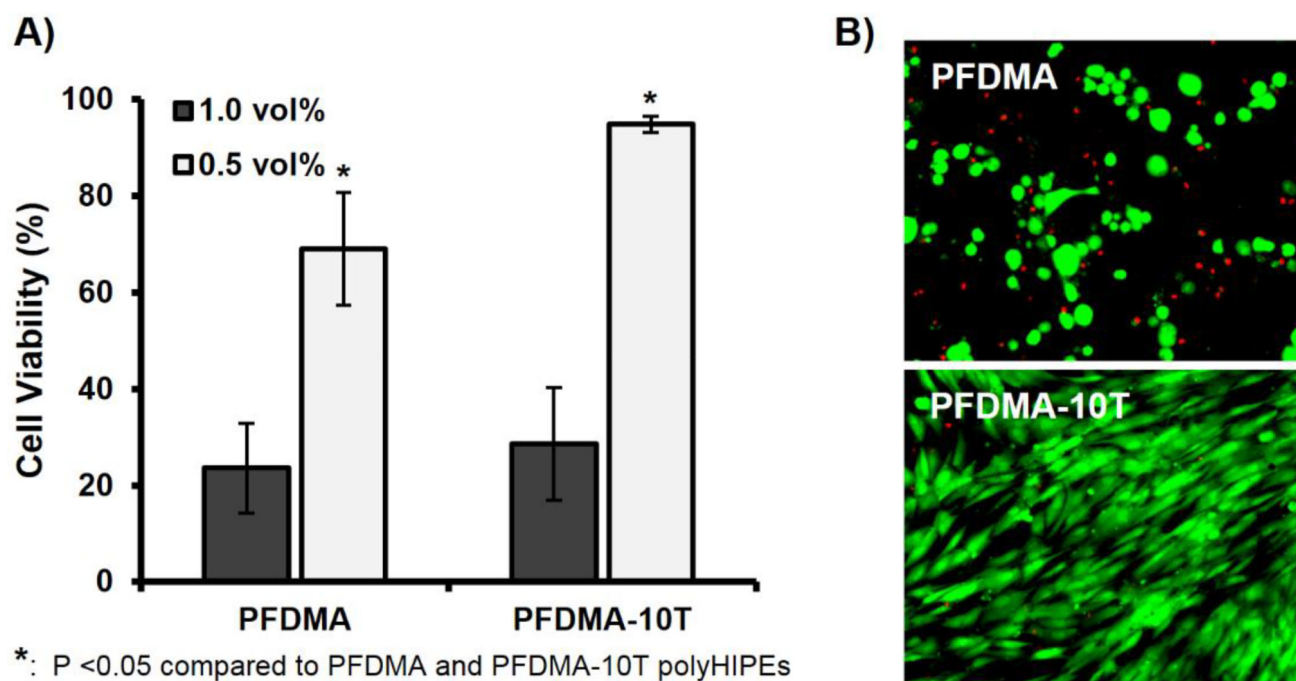 A)
B)
100
80
60
40
20
0
Cell Viability (%)
1.0 vol%
0.5 vol%
*
*
PFDMA
PFDMA-10T
*: P <0.05 compared to PFDMA and PFDMA-10T polyHIPEs
PFDMA
PFDMA-10T